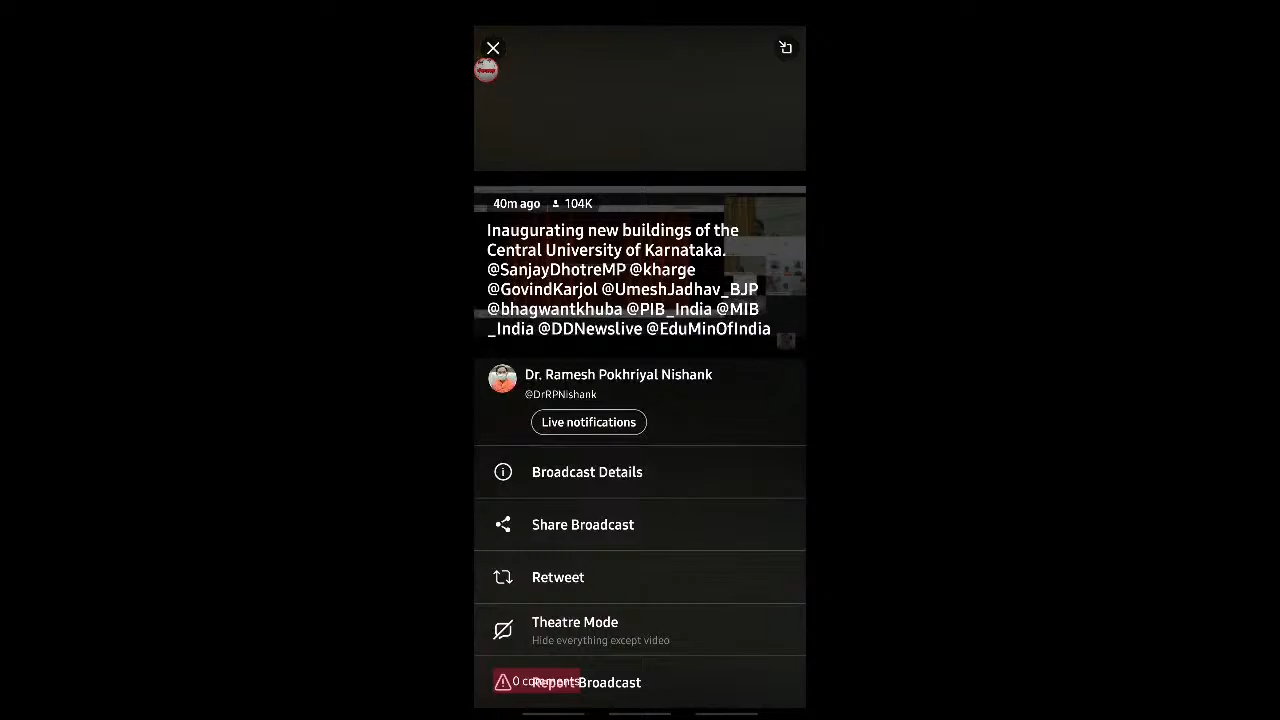 40m ago 104K
Inaugurating new buildings of the
Central University of Karnataka.
@SanjayDhotreMP @kharge
@GovindKarjol @UmeshJadhav_BJP
@bhagwantkhuba @PIB_India @MIB
_India @DDNewslive @EduMinOfIndia
Dr. Ramesh Pokhriyal Nishank
@DrRPNishank
Live notifications
Broadcast Details
Share Broadcast
Retweet
Theatre Mode
Hide everything except video
0 comments
Report Broadcast